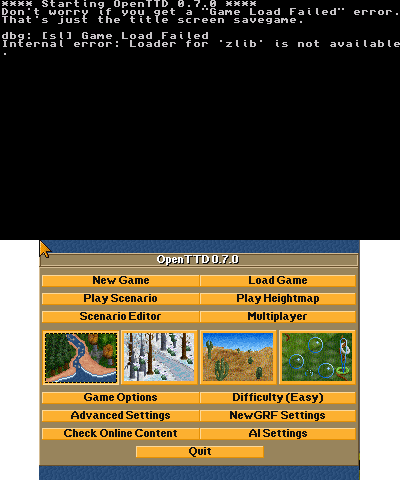 **** Starting OpenTTD 0.7.0 ****
Don't worry if you get a "Game Load Failed" error.
That's just the title screen savegame.
dbg: [sl] Game Load Failed
Internal error: Loader for 'zlib' is not available
.
OpenTTD 0.7.0
New Game
Load Game
Play Scenario
Play Heightmap
Scenario Editor
Multiplayer
Game Options
Difficulty (Easy)
Advanced Settings
NewGRF Settings
Check Online Content
AI Settings
Quit